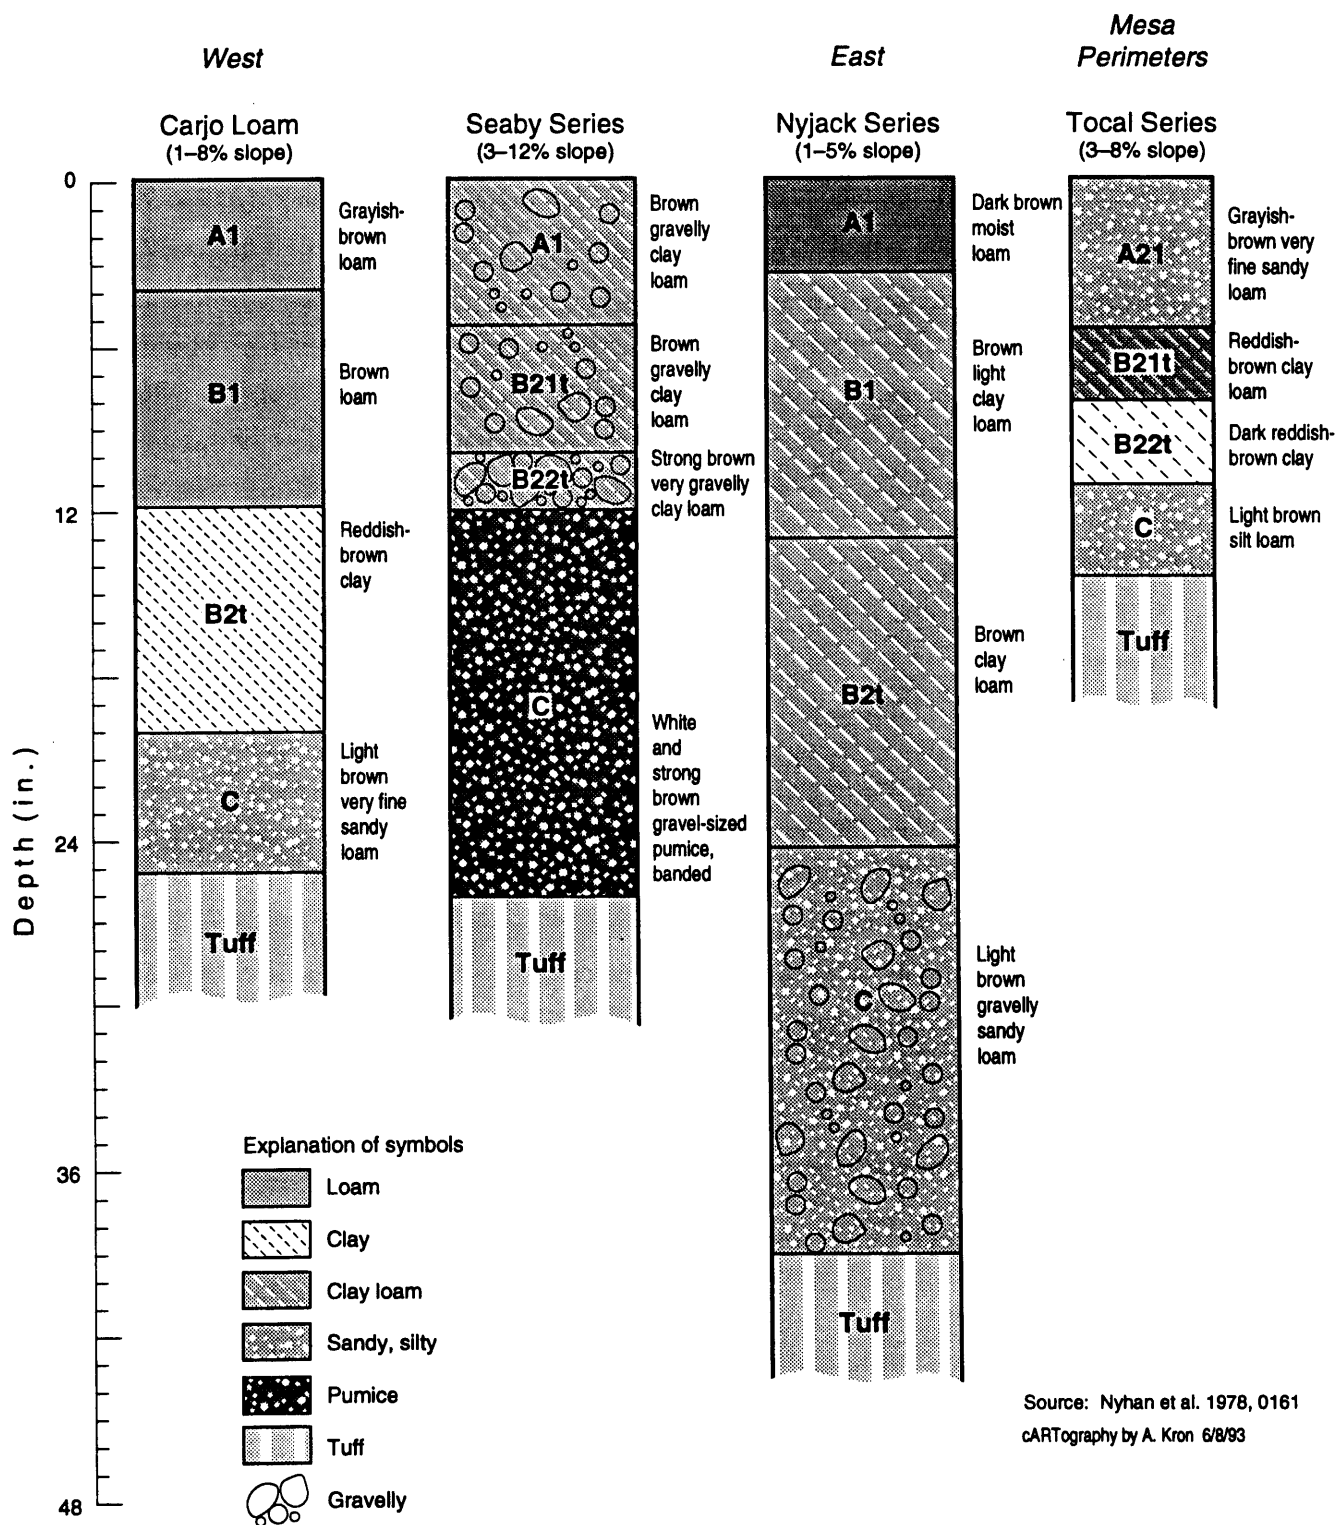 West
East
Mesa
Perimeters
Carjo Loam
(1–8% slope)
Seaby Series
(3–12% slope)
Nyjack Series
(1–5% slope)
Tocal Series
(3–8% slope)
Depth (in.)
0
12
24
36
48
A1
Grayish-
brown
loam
B1
Brown
loam
B2t
Reddish-
brown
clay
C
Light
brown
very fine
sandy
loam
Tuff
A1
Brown
gravelly
clay
loam
B21t
Brown
gravelly
clay
loam
B22t
Strong brown
very gravelly
clay loam
C
White
and
strong
brown
gravel-sized
pumice,
banded
Tuff
A1
Dark brown
moist
loam
B1
Brown
light
clay
loam
B2t
Brown
clay
loam
C
Light
brown
gravelly
sandy
loam
Tuff
A21
Grayish-
brown very
fine sandy
loam
B21t
Reddish-
brown clay
loam
B22t
Dark reddish-
brown clay
C
Light brown
silt loam
Tuff
Explanation of symbols
Loam
Clay
Clay loam
Sandy, silty
Pumice
Tuff
Gravelly
Source: Nyhan et al. 1978, 0161
cARTography by A. Kron 6/8/93